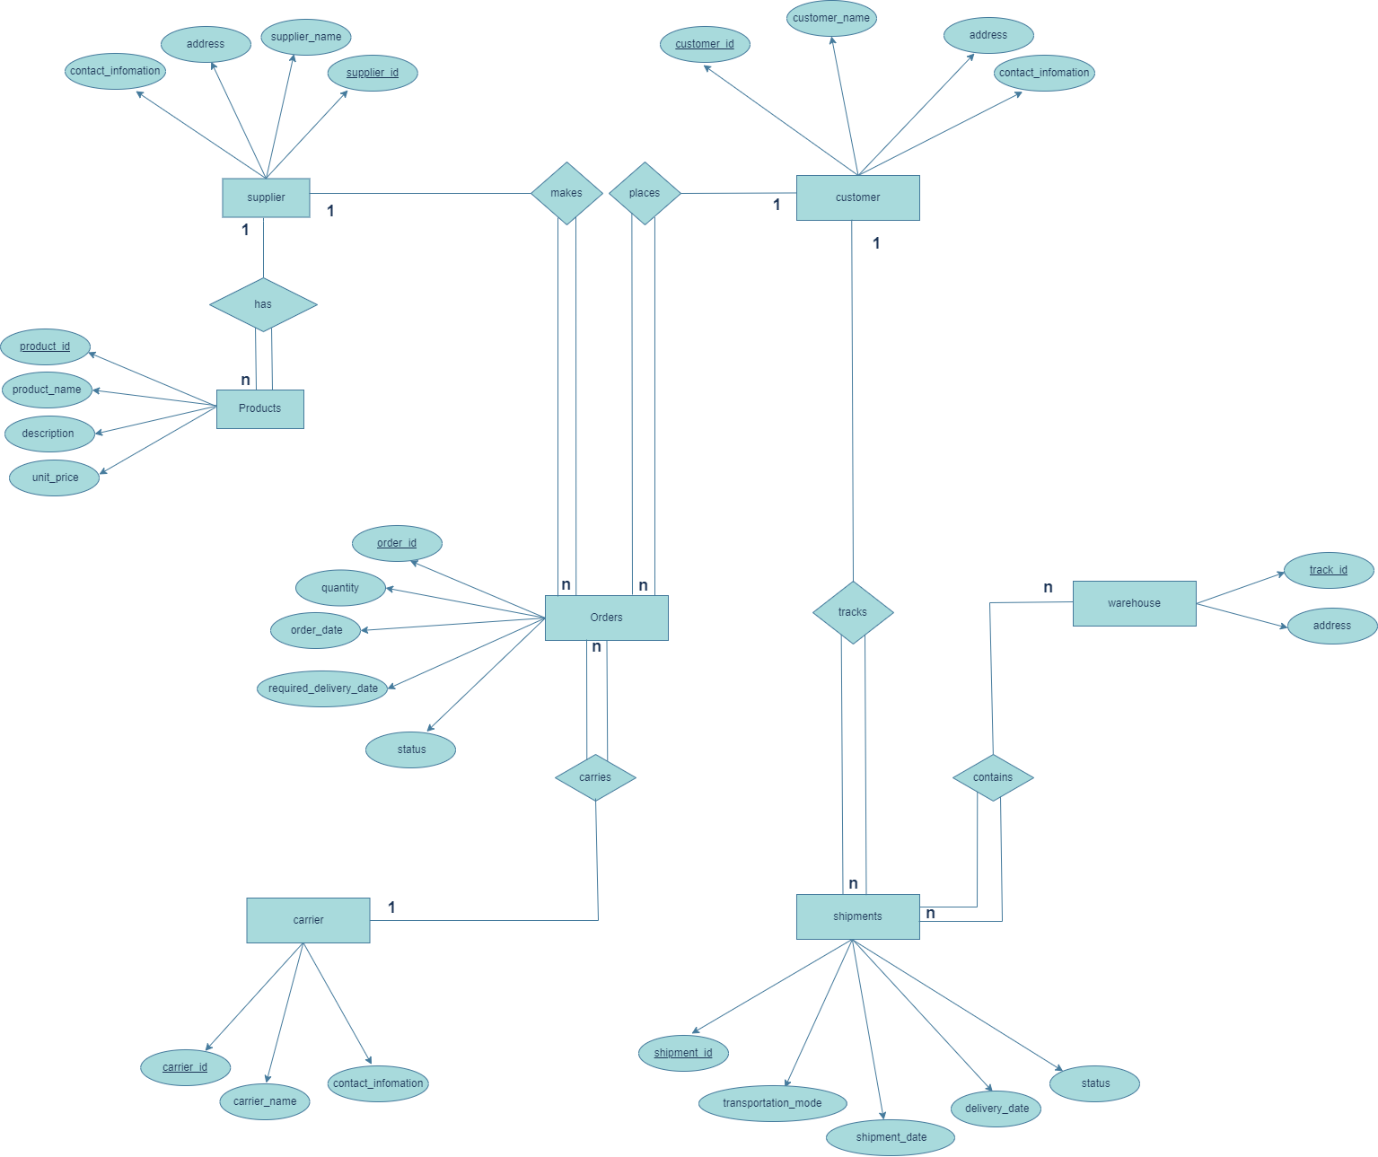 customer_name
supplier_name
address
customer_id
address
contact_infomation
supplier_id
contact_infomation
supplier
makes
places
customer
1
1
1
1
has
product_id
n
product_name
Products
description
unit_price
order_id
n
n
quantity
n
track_id
warehouse
tracks
Orders
address
order_date
n
required_delivery_date
status
carries
contains
n
1
n
carrier
shipments
shipment_id
carrier_id
contact_infomation
status
carrier_name
transportation_mode
delivery_date
shipment_date